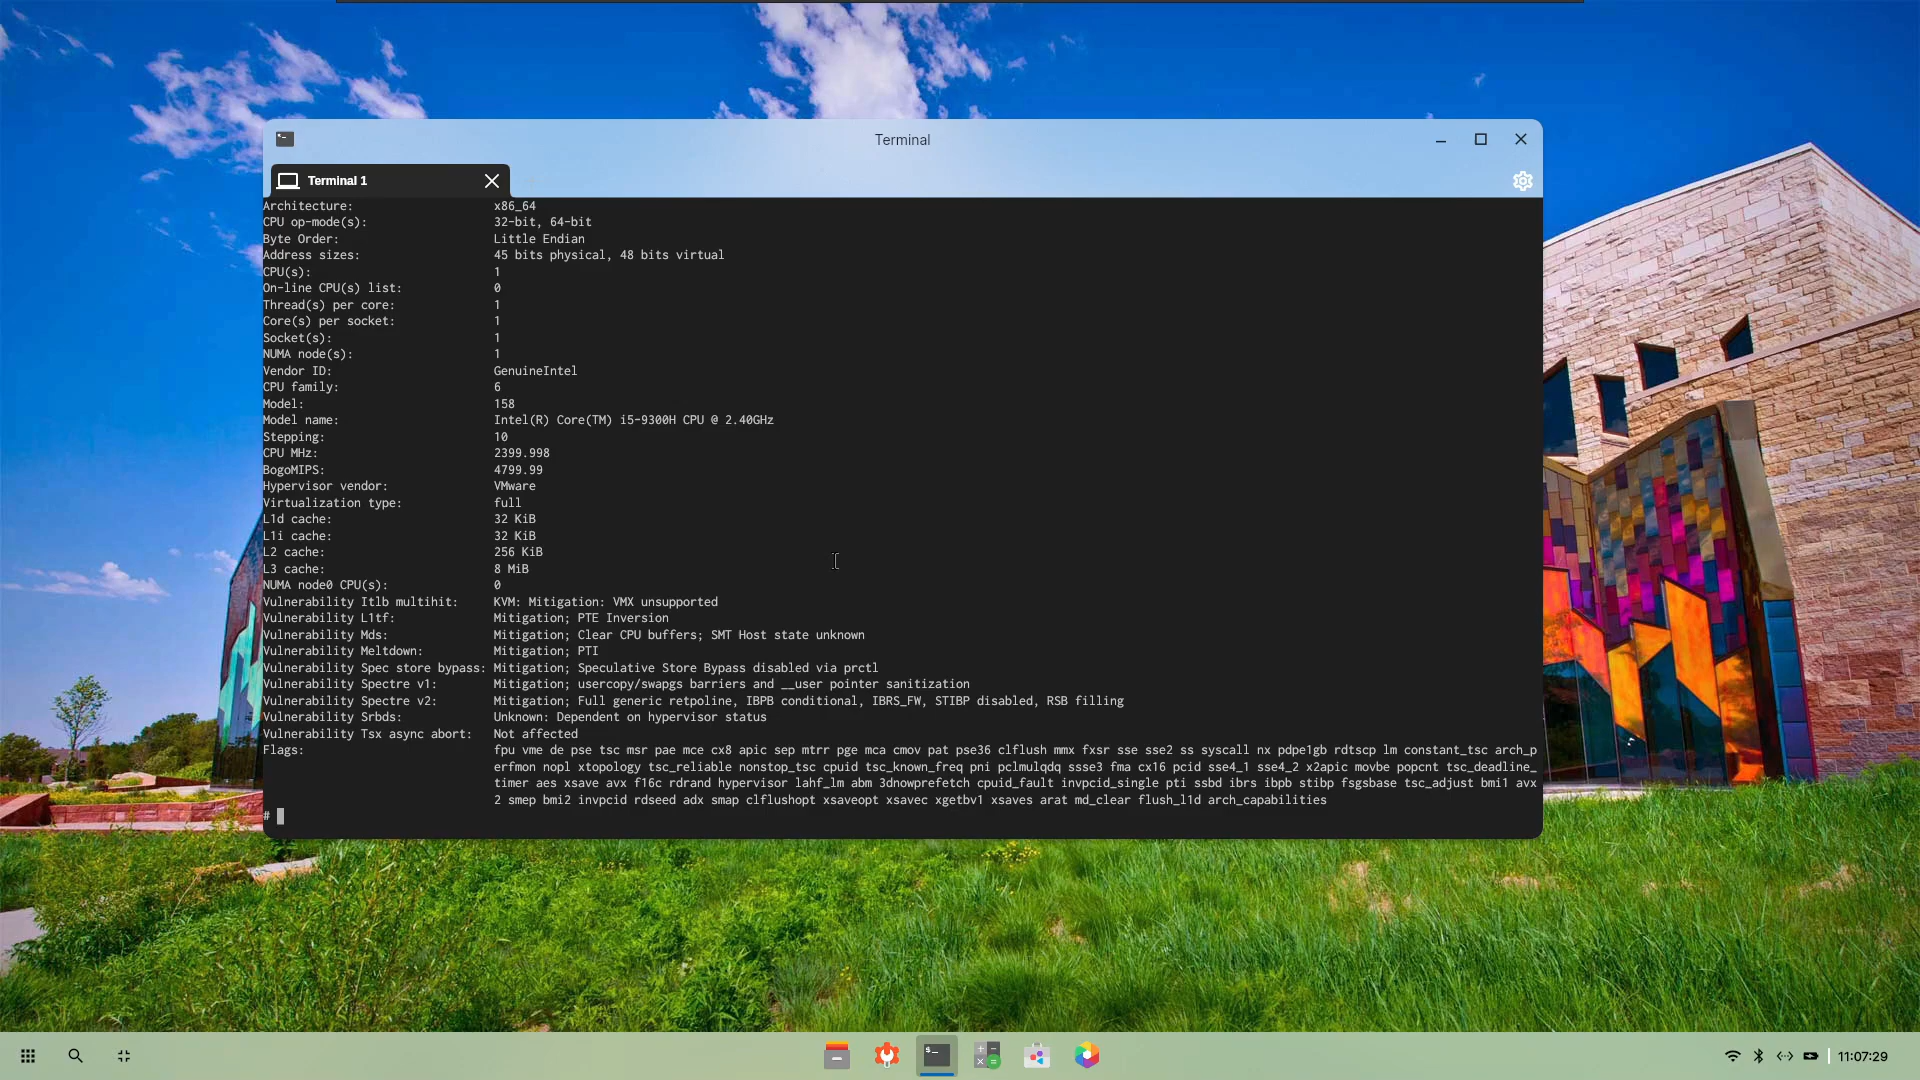 Terminal
Terminal 1
Architecture: x86_64
CPU op-mode(s): 32-bit, 64-bit
Byte Order: Little Endian
Address sizes: 45 bits physical, 48 bits virtual
CPU(s): 1
On-line CPU(s) list: 0
Thread(s) per core: 1
Core(s) per socket: 1
Socket(s): 1
NUMA node(s): 1
Vendor ID: GenuineIntel
CPU family: 6
Model: 158
Model name: Intel(R) Core(TM) i5-9300H CPU @ 2.40GHz
Stepping: 10
CPU MHz: 2399.998
BogoMIPS: 4799.99
Hypervisor vendor: VMware
Virtualization type: full
L1d cache: 32 KiB
L1i cache: 32 KiB
L2 cache: 256 KiB
L3 cache: 8 MiB
NUMA node0 CPU(s): 0
Vulnerability Itlb multihit: KVM: Mitigation: VMX unsupported
Vulnerability L1tf: Mitigation; PTE Inversion
Vulnerability Mds: Mitigation; Clear CPU buffers; SMT Host state unknown
Vulnerability Meltdown: Mitigation; PTI
Vulnerability Spec store bypass: Mitigation; Speculative Store Bypass disabled via prctl
Vulnerability Spectre v1: Mitigation; usercopy/swapgs barriers and __user pointer sanitization
Vulnerability Spectre v2: Mitigation; Full generic retpoline, IBPB conditional, IBRS_FW, STIBP disabled, RSB filling
Vulnerability Srbds: Unknown: Dependent on hypervisor status
Vulnerability Tsx async abort: Not affected
Flags: fpu vme de pse tsc msr pae mce cx8 apic sep mtrr pge mca cmov pat pse36 clflush mmx fxsr sse sse2 ss syscall nx pdpe1gb rdtscp lm constant_tsc arch_p
erfmon nopl xtopology tsc_reliable nonstop_tsc cpuid tsc_known_freq pni pclmulqdq ssse3 fma cx16 pcid sse4_1 sse4_2 x2apic movbe popcnt tsc_deadline_
timer aes xsave avx f16c rdrand hypervisor lahf_lm abm 3dnowprefetch cpuid_fault invpcid_single pti ssbd ibrs ibpb stibp fsgsbase tsc_adjust bmi1 avx
2 smep bmi2 invpcid rdseed adx smap clflushopt xsaveopt xsavec xgetbv1 xsaves arat md_clear flush_l1d arch_capabilities
#
11:07:29